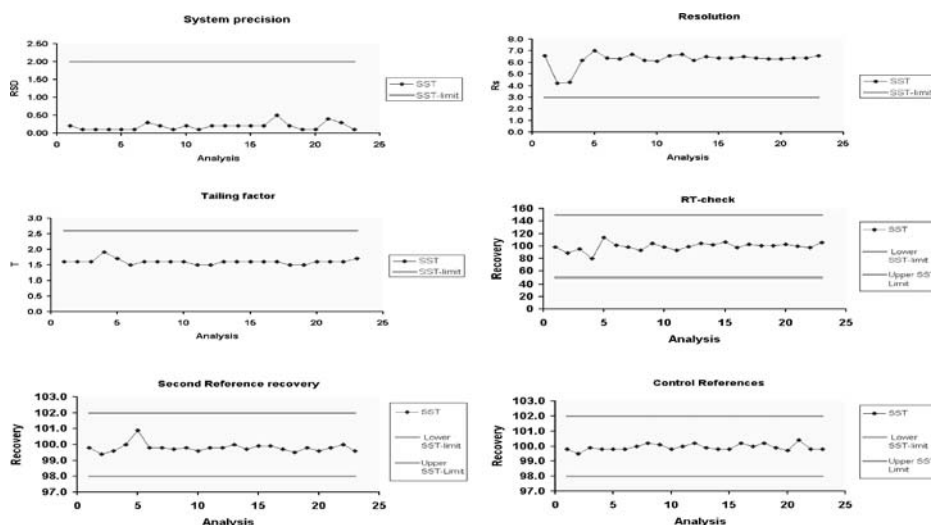 System precision
2.50
2.00
1.50
1.00
0.50
0.00
RSD
0
5
10
15
20
25
Analysis
SST
SST-limit
Resolution
8.0
7.0
6.0
5.0
4.0
3.0
2.0
1.0
0.0
Rs
0
5
10
15
20
25
Analysis
SST
SST-limit
Tailing factor
3.0
2.5
2.0
1.5
1.0
0.5
0.0
T
0
5
10
15
20
25
Analysis
SST
SST-limit
RT-check
160
140
120
100
80
60
40
20
0
Recovery
0
5
10
15
20
25
Analysis
SST
Lower
SST-limit
Upper SST
Limit
Second Reference recovery
103.0
102.0
101.0
100.0
99.0
98.0
97.0
Recovery
0
5
10
15
20
25
Analysis
SST
Lower
SST-limit
Upper
SST-Limit
Control References
103.0
102.0
101.0
100.0
99.0
98.0
97.0
Recovery
0
5
10
15
20
25
Analysis
SST
Lower
SST-limit
Upper SST
Limit